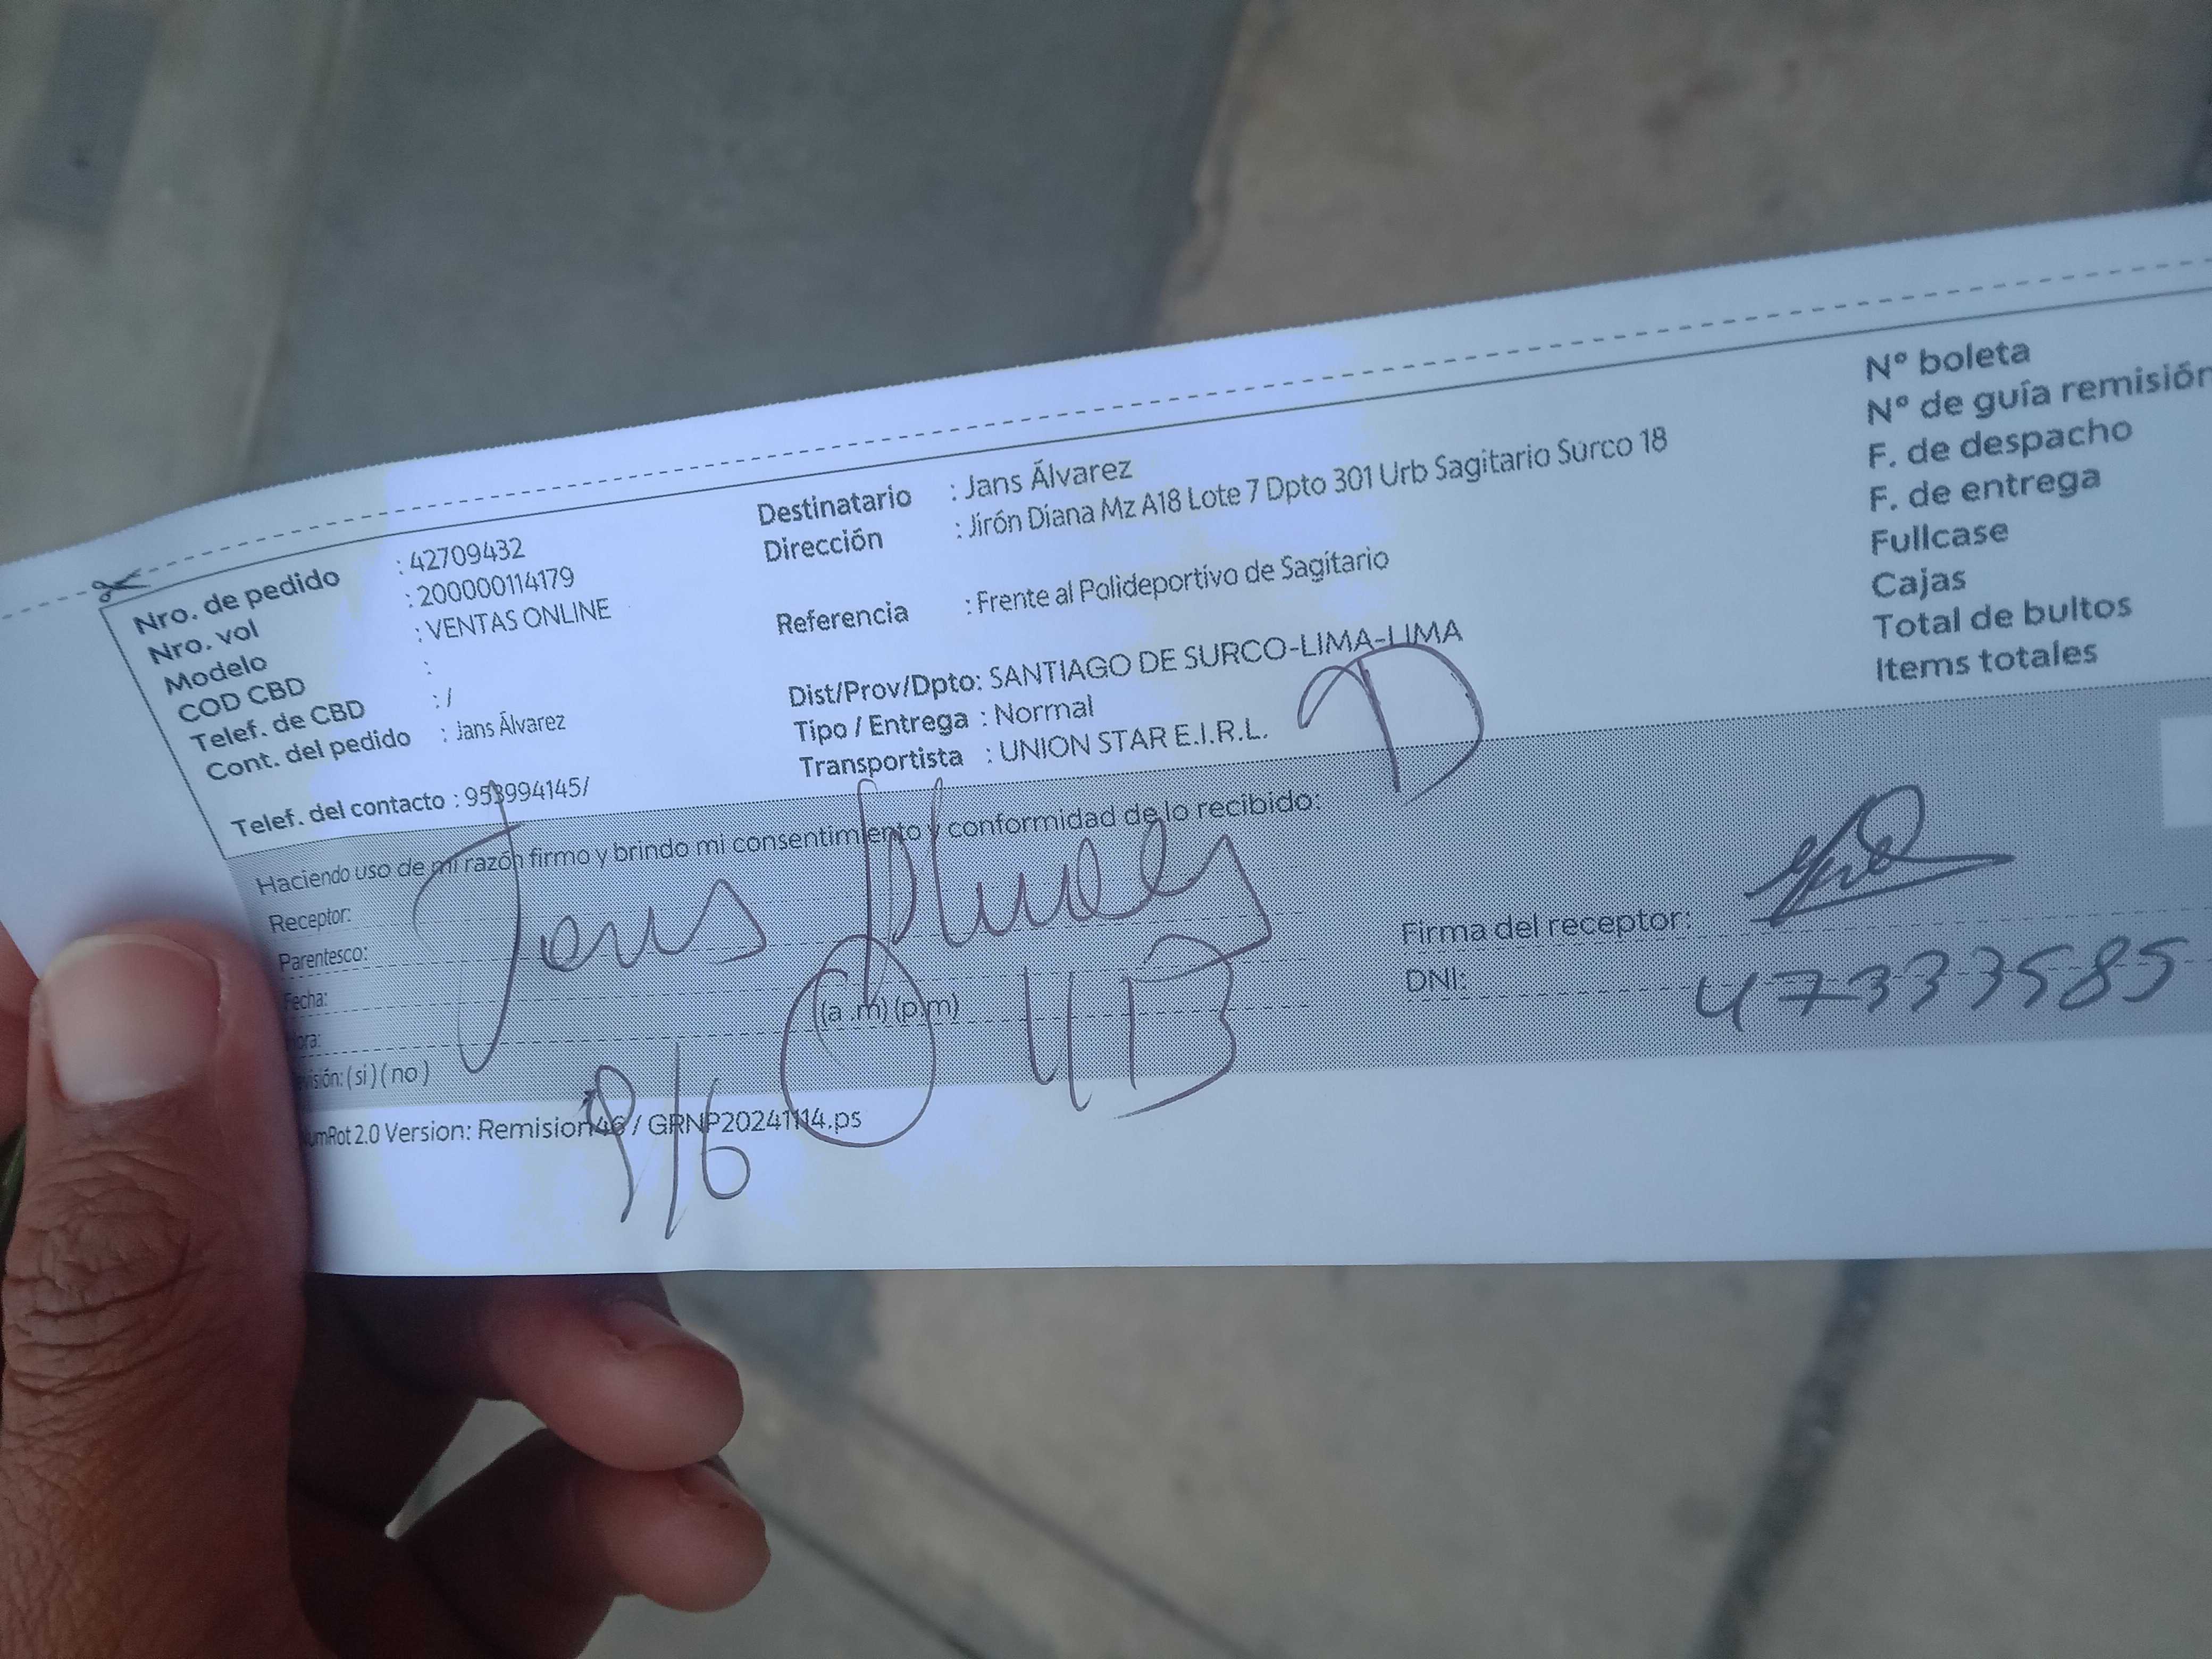 Nro. de pedido : 42709432
Nro. vol : 200000114179
Modelo : VENTAS ONLINE
COD CBD :
Telef. de CBD : /
Cont. del pedido : Jans Álvarez
Telef. del contacto : 953994145/
Destinatario : Jans Álvarez
Dirección : Jirón Diana Mz A18 Lote 7 Dpto 301 Urb Sagitario Surco 18
Referencia : Frente al Polideportivo de Sagitario
Dist/Prov/Dpto: SANTIAGO DE SURCO-LIMA-LIMA
Tipo / Entrega : Normal
Transportista : UNION STAR E.I.R.L.
N° boleta
N° de guía remisión
F. de despacho
F. de entrega
Fullcase
Cajas
Total de bultos
Items totales
Haciendo uso de mi razón firmo y brindo mi consentimiento y conformidad de lo recibido:
Receptor: Jans
Parentesco:
Fecha:
(a.m) (p.m)
(si) (no)
Firma del receptor:
DNI: 47333585
2.0 Version: Remision46 / GRNP20241114.ps
9/6